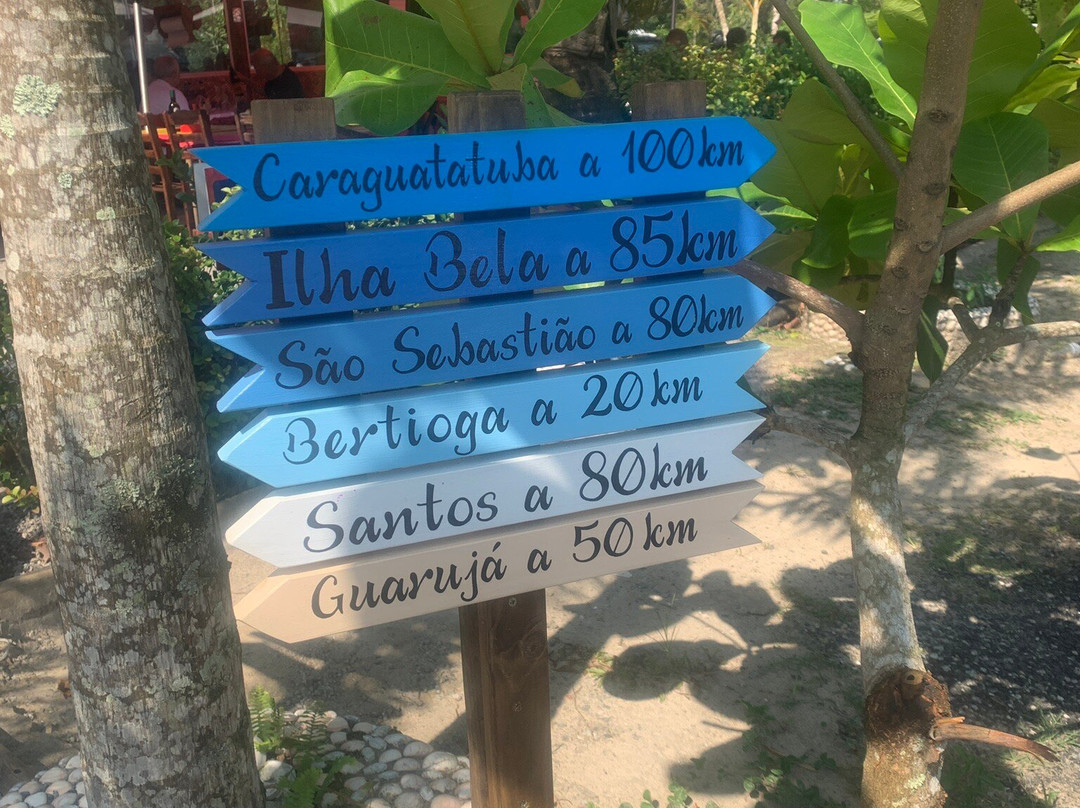 Caraguatatuba a 100km
Ilha Bela a 85km
São Sebastião a 80km
Bertioga a 20km
Santos a 80km
Guarujá a 50km